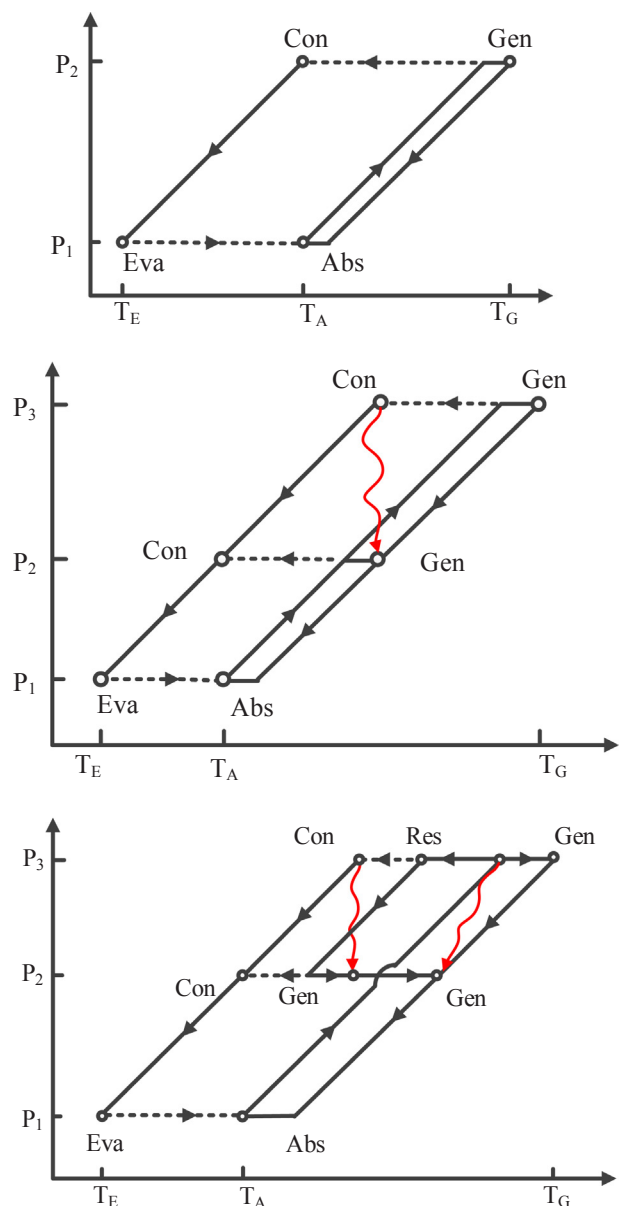 Con Gen
P2
P1
Eva Abs
TE TA TG
Con Gen
P3
Con
P2 Gen
P1
Eva Abs
TE TA TG
Con Res Gen
P3
P2
Con Gen Gen
P1
Eva Abs
TE TA TG